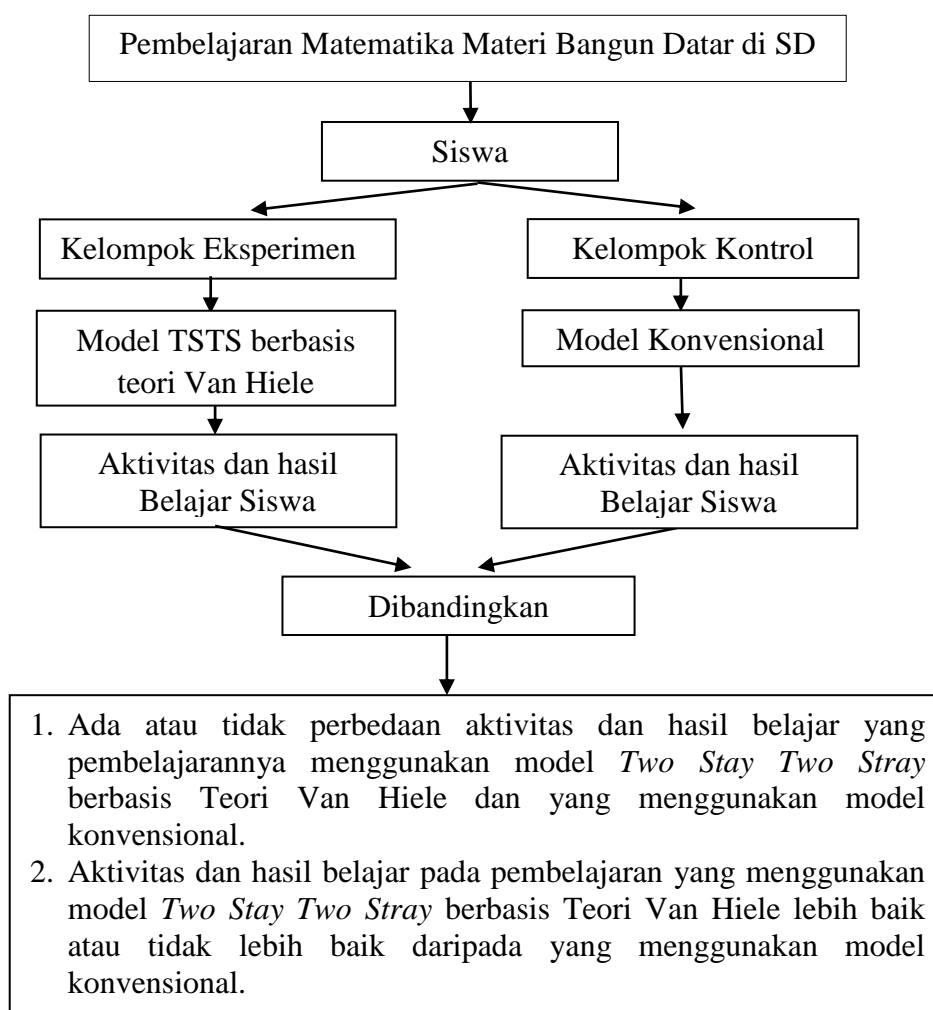 Pembelajaran Matematika Materi Bangun Datar di SD
Siswa
Kelompok Eksperimen
Kelompok Kontrol
Model TSTS berbasis
teori Van Hiele
Model Konvensional
Aktivitas dan hasil
Belajar Siswa
Aktivitas dan hasil
Belajar Siswa
Dibandingkan
1. Ada atau tidak perbedaan aktivitas dan hasil belajar yang
pembelajarannya menggunakan model Two Stay Two Stray
berbasis Teori Van Hiele dan yang menggunakan model
konvensional.
2. Aktivitas dan hasil belajar pada pembelajaran yang menggunakan
model Two Stay Two Stray berbasis Teori Van Hiele lebih baik
atau tidak lebih baik daripada yang menggunakan model
konvensional.